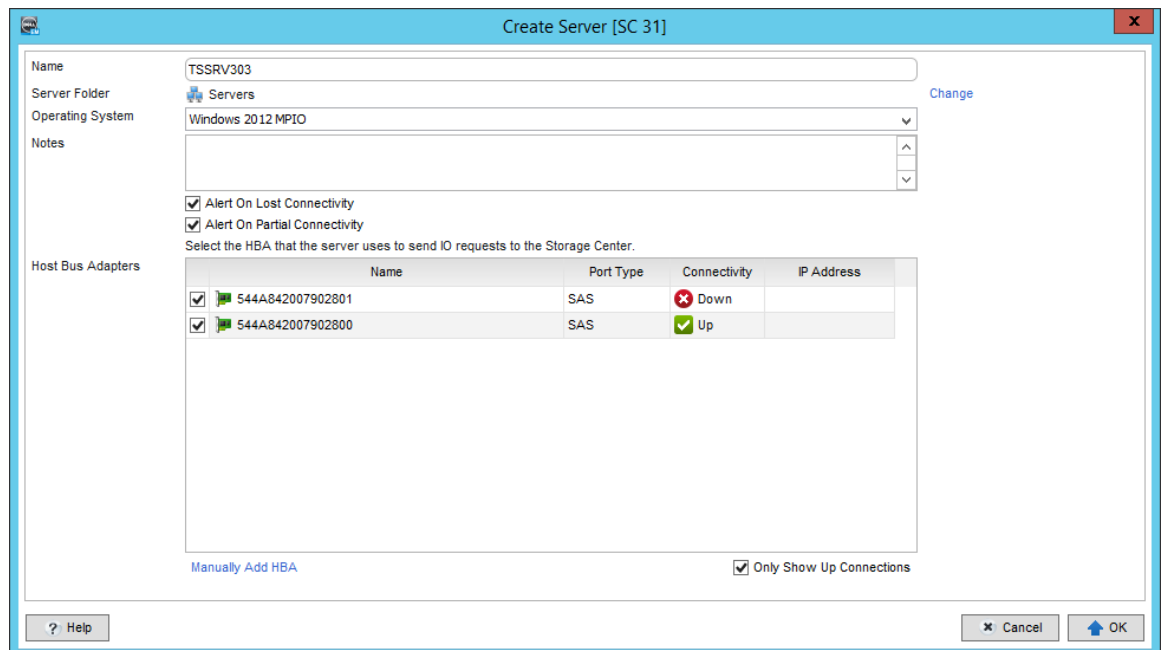 Create Server [SC 31]
x
Name TSSRV303
Server Folder Servers Change
Operating System Windows 2012 MPIO
Notes
Alert On Lost Connectivity
Alert On Partial Connectivity
Select the HBA that the server uses to send IO requests to the Storage Center.
Host Bus Adapters
Name Port Type Connectivity IP Address
544A842007902801 SAS Down
544A842007902800 SAS Up
Manually Add HBA Only Show Up Connections
? Help Cancel OK